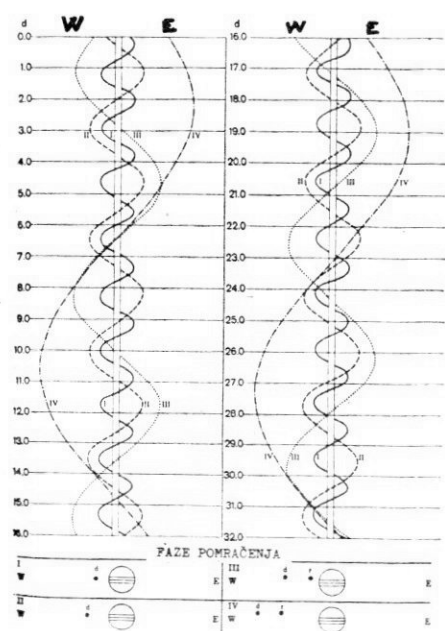 W E
d
0.0
1.0
2.0
3.0 II I III IV
4.0
5.0
6.0
7.0
8.0
9.0
10.0
11.0
12.0 IV I II III
13.0
14.0
15.0
16.0
W E
d
16.0
17.0
18.0
19.0
20.0
21.0 II I III IV
22.0
23.0
24.0
25.0
26.0
27.0
28.0
29.0
IV III I II
30.0
31.0
32.0
FAZE POMRAČENJA
I d
W E
III d r
W E
II d
W E
IV d r
W E